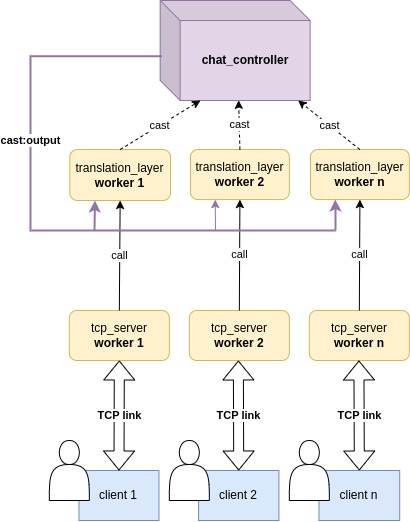 chat_controller
cast
cast
cast
cast:output
translation_layer
worker 1
translation_layer
worker 2
translation_layer
worker n
call
call
call
tcp_server
worker 1
tcp_server
worker 2
tcp_server
worker n
TCP link
TCP link
TCP link
client 1
client 2
client n